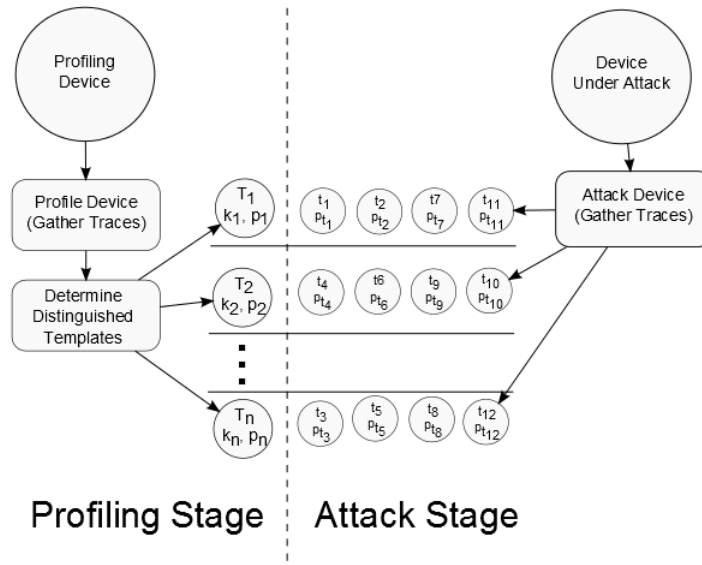 Profiling
Device
Device
Under Attack
Profile Device
(Gather Traces)
T1
k1, p1
t1
pt1
t2
pt2
t7
pt7
t11
pt11
Attack Device
(Gather Traces)
Determine
Distinguished
Templates
T2
k2, p2
t4
pt4
t6
pt6
t9
pt9
t10
pt10
Tn
kn, pn
t3
pt3
t5
pt5
t8
pt8
t12
pt12
Profiling Stage
Attack Stage